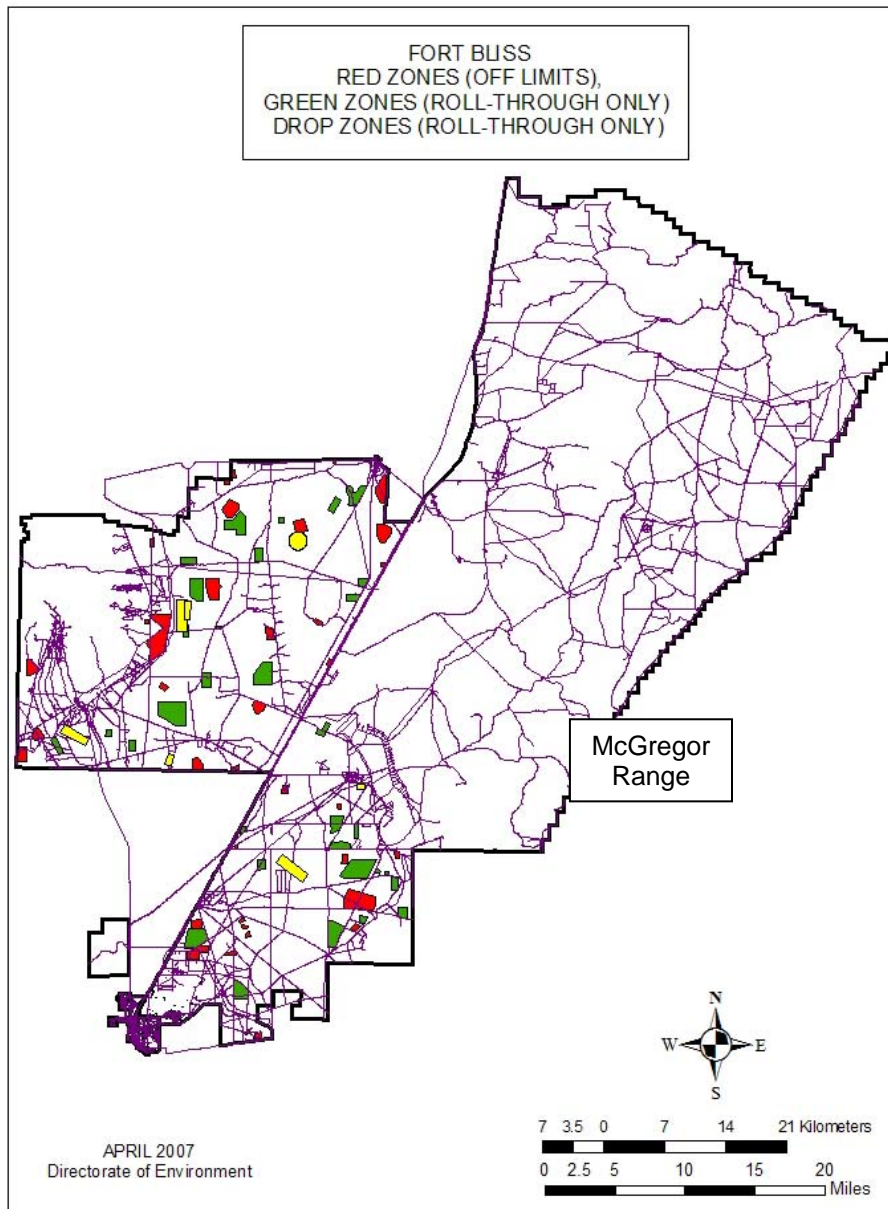 FORT BLISS
RED ZONES (OFF LIMITS),
GREEN ZONES (ROLL-THROUGH ONLY)
DROP ZONES (ROLL-THROUGH ONLY)
McGregor
Range
N
W E
S
7 3.5 0 7 14 21 Kilometers
0 2.5 5 10 15 20
Miles
APRIL 2007
Directorate of Environment